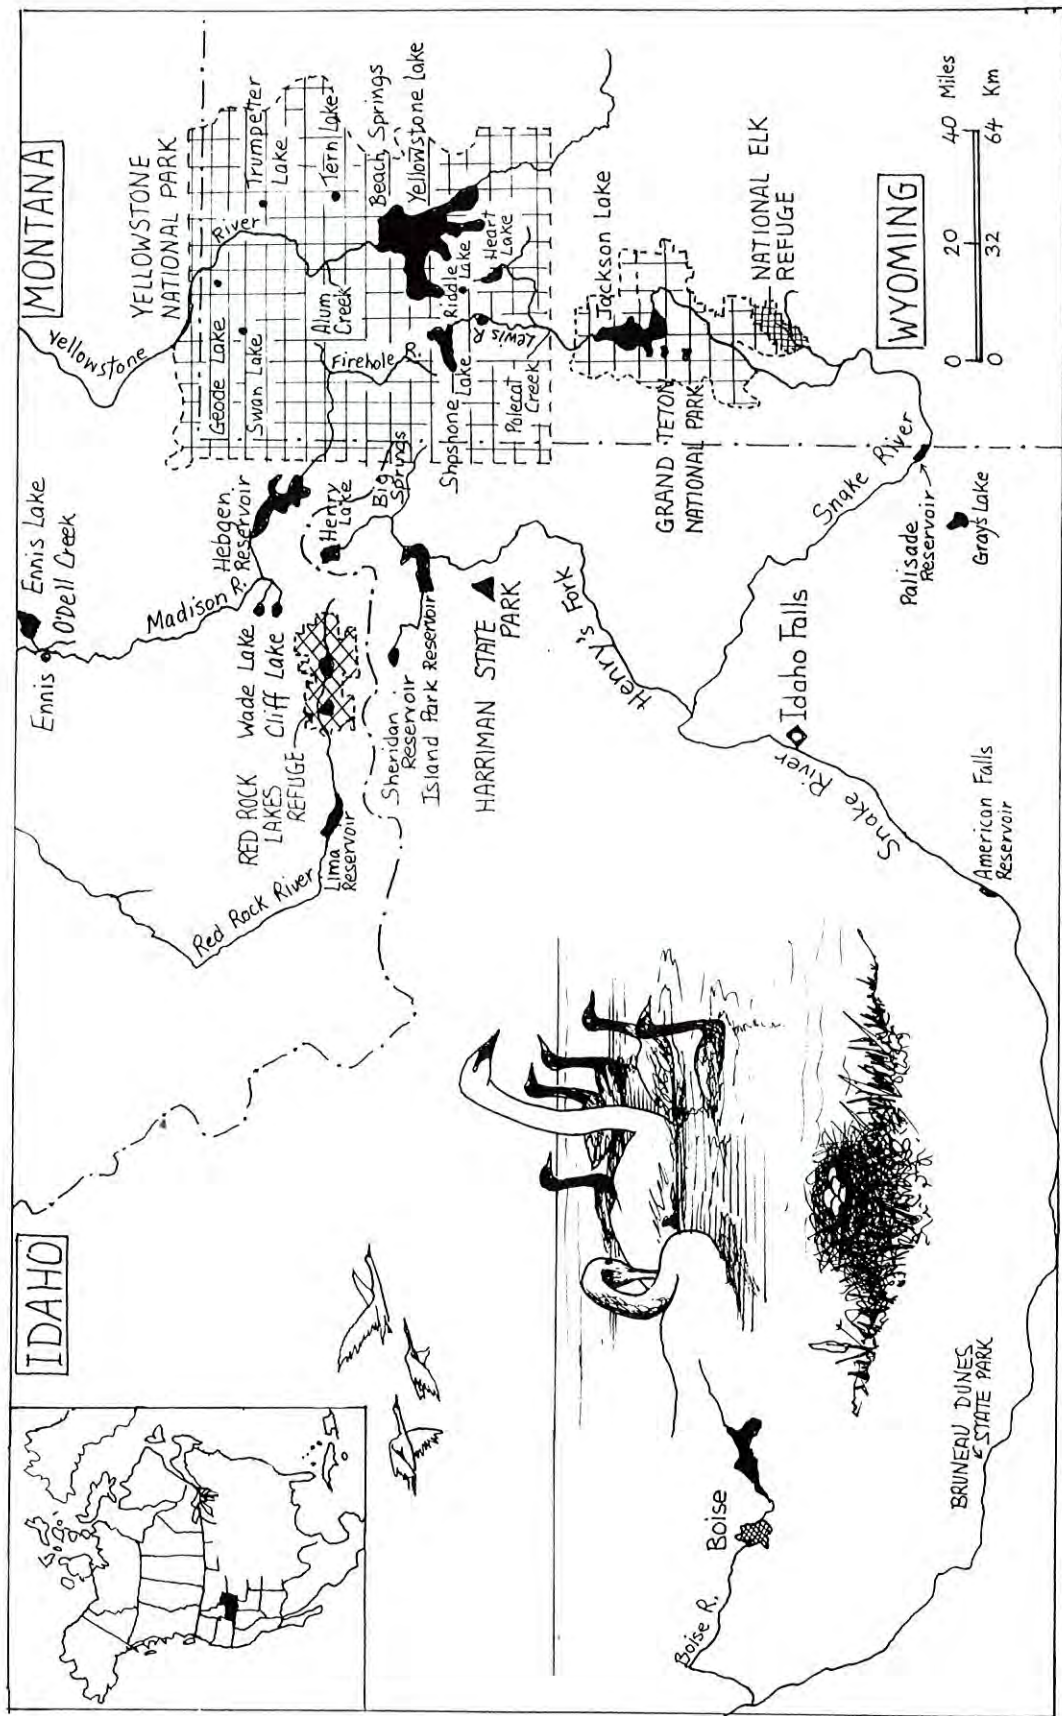 IDAHO
MONTANA
Ennis
Ennis Lake
O'Dell Creek
Yellowstone
River
YELLOWSTONE
NATIONAL PARK
Madison R.
Hebgen
Reservoir
Red Rock River
RED ROCK
LAKES
REFUGE
Wade Lake
Cliff Lake
Geode Lake
Swan Lake
Trumpeter
Lake
Tern Lake
Lima
Reservoir
Henry
Lake
Big
Springs
Alum
Creek
Firehole R.
Beach Springs
Yellowstone Lake
Sheridan
Reservoir
Island Park Reservoir
Shoshone
Lake
Riddle
Lake
Heart
Lake
Lewis R.
Polecat
Creek
HARRIMAN STATE
PARK
Henry's Fork
Jackson Lake
GRAND TETON
NATIONAL PARK
NATIONAL ELK
REFUGE
Boise R.
Boise
Idaho Falls
Snake River
Snake River
WYOMING
Palisade
Reservoir
Grays Lake
American Falls
Reservoir
BRUNEAU DUNES
STATE PARK
0 20 40 Miles
0 32 64 Km